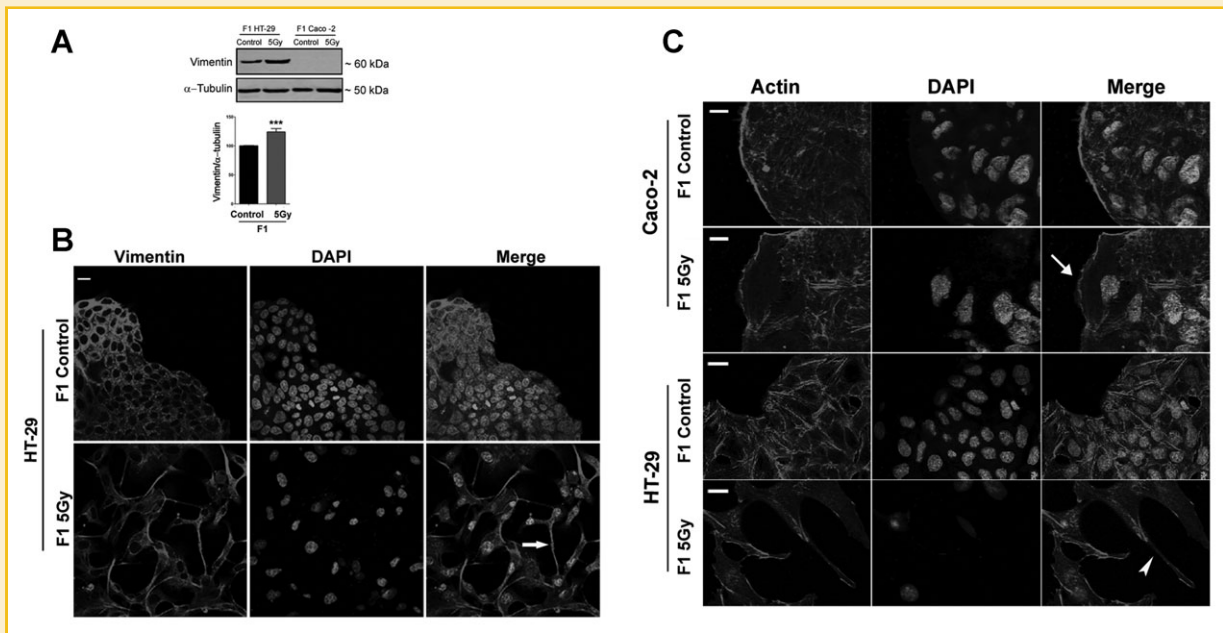 A
F1 HT-29 F1 Caco -2
Control 5Gy Control 5Gy
Vimentin ~ 60 kDa
α-Tubulin ~ 50 kDa
Vimentin/α-tubuliin
150
100
50
0
***
Control 5Gy
F1
B
Vimentin DAPI Merge
HT-29
F1 Control
F1 5Gy
C
Actin DAPI Merge
Caco-2
F1 Control
F1 5Gy
HT-29
F1 Control
F1 5Gy